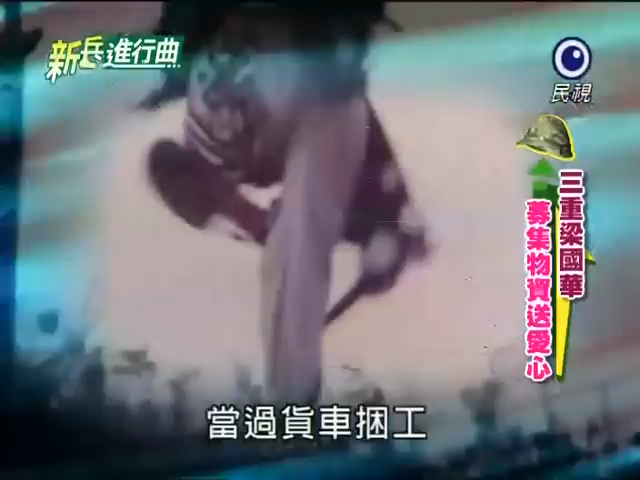 新兵進行曲
民視
三重梁國華
募集物資送愛心
當過貨車捆工